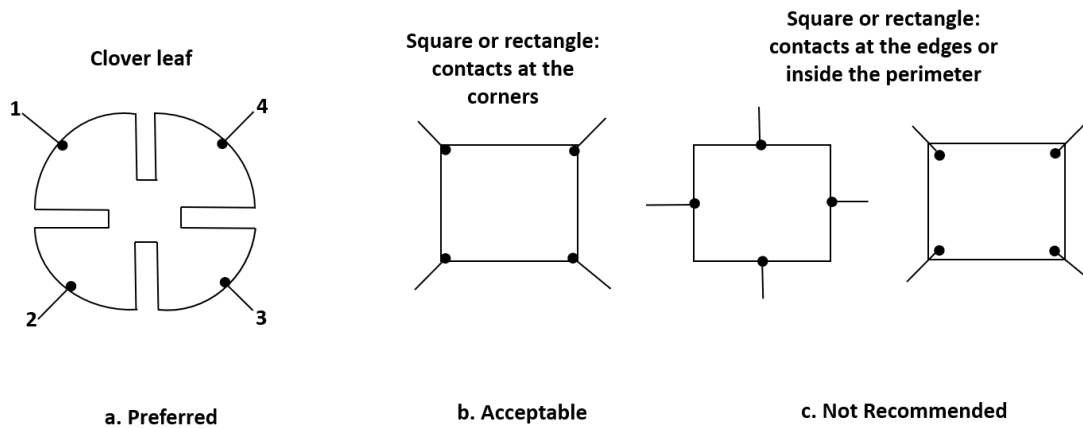 Clover leaf
1
4
2
3
a. Preferred
Square or rectangle:
contacts at the
corners
b. Acceptable
Square or rectangle:
contacts at the edges or
inside the perimeter
c. Not Recommended